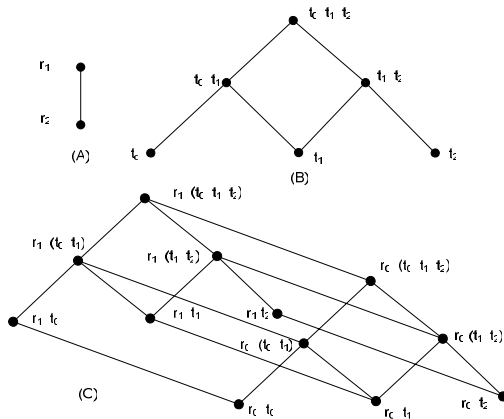 t₀ t₁ t₂
r₁
t₀ t₁
t₁ t₂
r₂
(A)
t₀
t₁
t₂
(B)
r₁ (t₀ t₁ t₂)
r₁ (t₀ t₁)
r₁ (t₁ t₂)
r₀ (t₀ t₁ t₂)
r₁ t₀
r₁ t₁
r₁ t₂
r₀ (t₀ t₁)
r₀ (t₁ t₂)
(C)
r₀ t₀
r₀ t₁
r₀ t₂